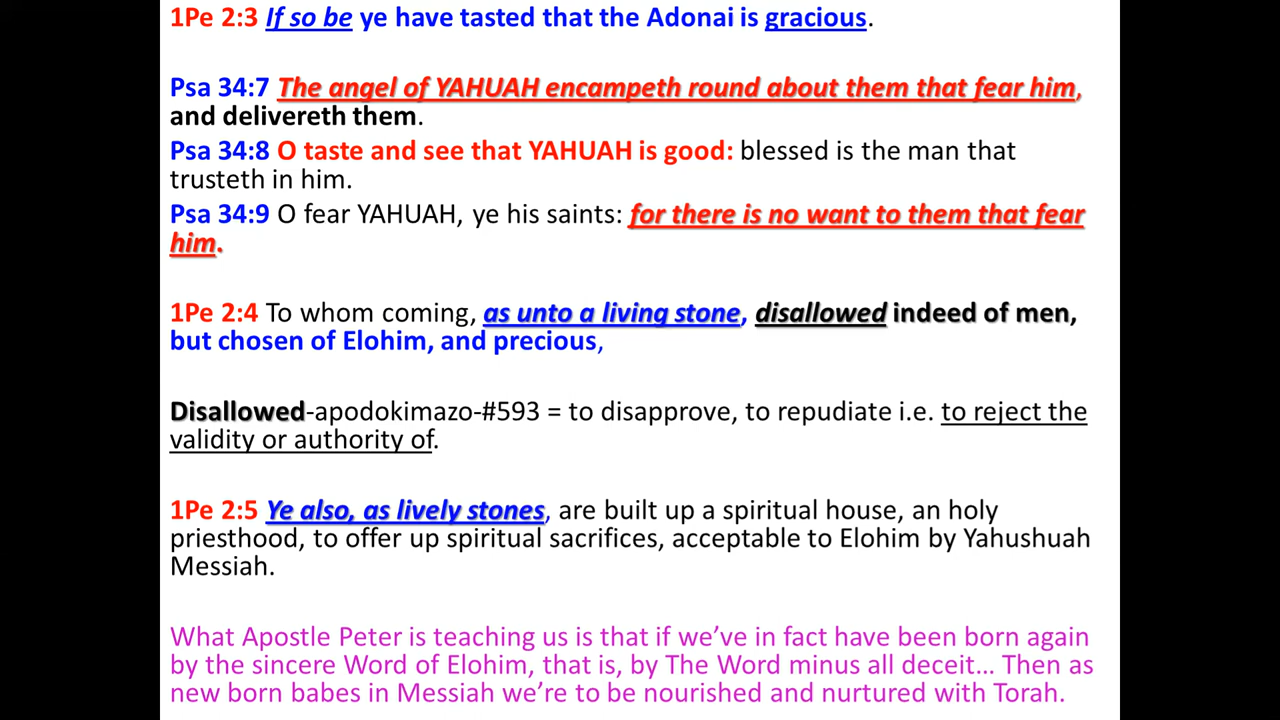 1Pe 2:3 If so be ye have tasted that the Adonai is gracious.
Psa 34:7 The angel of YAHUAH encampeth round about them that fear him,
and delivereth them.
Psa 34:8 O taste and see that YAHUAH is good: blessed is the man that
trusteth in him.
Psa 34:9 O fear YAHUAH, ye his saints: for there is no want to them that fear
him.
1Pe 2:4 To whom coming, as unto a living stone, disallowed indeed of men,
but chosen of Elohim, and precious,
Disallowed-apodokimazo-#593 = to disapprove, to repudiate i.e. to reject the
validity or authority of.
1Pe 2:5 Ye also, as lively stones, are built up a spiritual house, an holy
priesthood, to offer up spiritual sacrifices, acceptable to Elohim by Yahushuah
Messiah.
What Apostle Peter is teaching us is that if we’ve in fact have been born again
by the sincere Word of Elohim, that is, by The Word minus all deceit… Then as
new born babes in Messiah we’re to be nourished and nurtured with Torah.